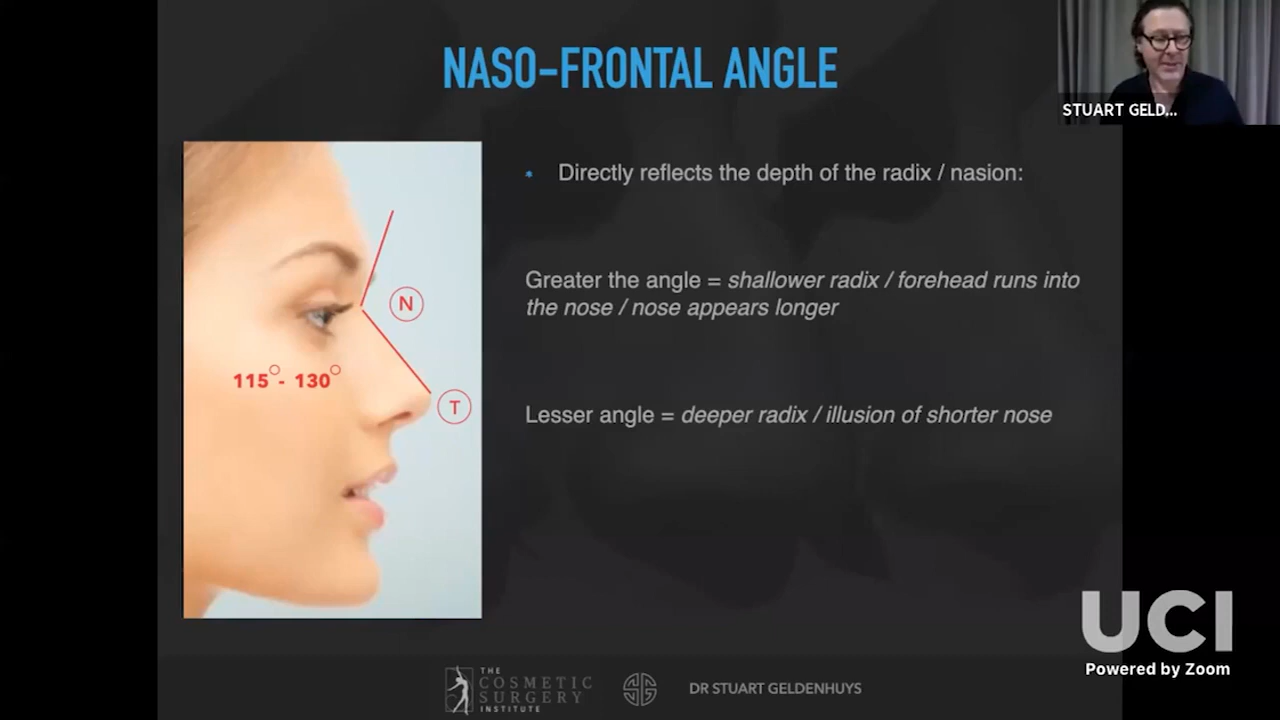 NASO-FRONTAL ANGLE
STUART GELD...
Directly reflects the depth of the radix / nasion:
N
Greater the angle = shallower radix / forehead runs into
the nose / nose appears longer
115° - 130°
T
Lesser angle = deeper radix / illusion of shorter nose
UCI
Powered by Zoom
THE
COSMETIC
SURGERY
INSTITUTE
DR STUART GELDENHUYS